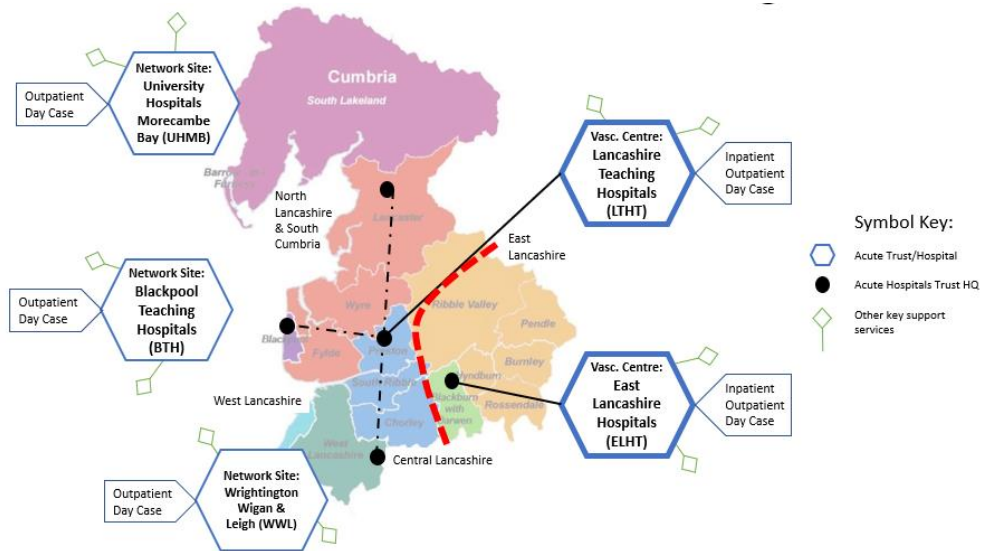 Network Site:
University
Hospitals
Morecambe
Bay (UHMB)
Outpatient
Day Case
Cumbria
South Lakeland
North
Lancashire
& South
Cumbria
Lancaster
Vasc. Centre:
Lancashire
Teaching
Hospitals
(LTHT)
Inpatient
Outpatient
Day Case
Symbol Key:
Acute Trust/Hospital
Acute Hospitals Trust HQ
Other key support
services
East
Lancashire
Network Site:
Blackpool
Teaching
Hospitals
(BTH)
Outpatient
Day Case
Wyre
Ribble Valley
Pendle
Blackpool
Fylde
Preston
Burnley
Hyndburn
South Ribble
Blackburn
with
Darwen
Rossendale
West Lancashire
Chorley
Vasc. Centre:
East
Lancashire
Hospitals
(ELHT)
Inpatient
Outpatient
Day Case
West
Lancashire
Central Lancashire
Network Site:
Wrightington
Wigan &
Leigh (WWL)
Outpatient
Day Case